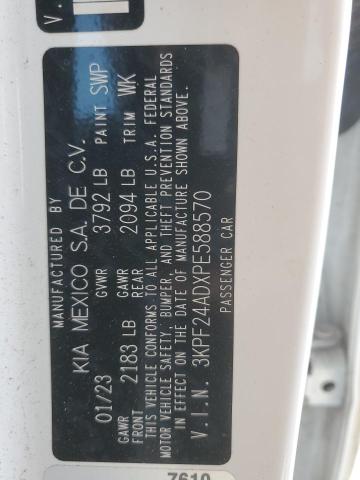 MANUFACTURED BY
KIA MEXICO S.A. DE C.V.
01/23 GVWR 3792 LB PAINT SWP
GAWR FRONT 2183 LB GAWR REAR 2094 LB TRIM WK
THIS VEHICLE CONFORMS TO ALL APPLICABLE U.S.A. FEDERAL
MOTOR VEHICLE SAFETY, BUMPER, AND THEFT PREVENTION STANDARDS
IN EFFECT ON THE DATE OF MANUFACTURE SHOWN ABOVE.
V.I.N. 3KPF24ADXPE588570
PASSENGER CAR
V.
7610